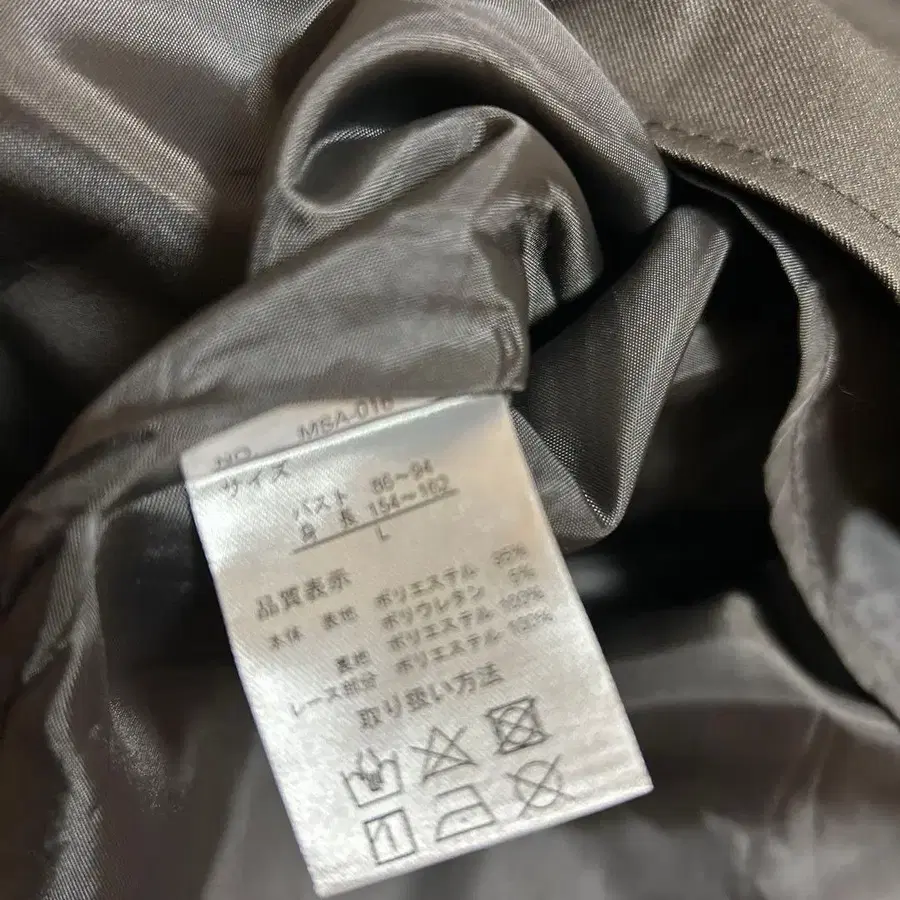 NO. MSA-016
サイズ
バスト 86〜94
身長 154〜162
L
品質表示
本体 表地 ポリエステル 95%
ポリウレタン 5%
裏地 ポリエステル 100%
レース部分 ポリエステル 100%
取り扱い方法